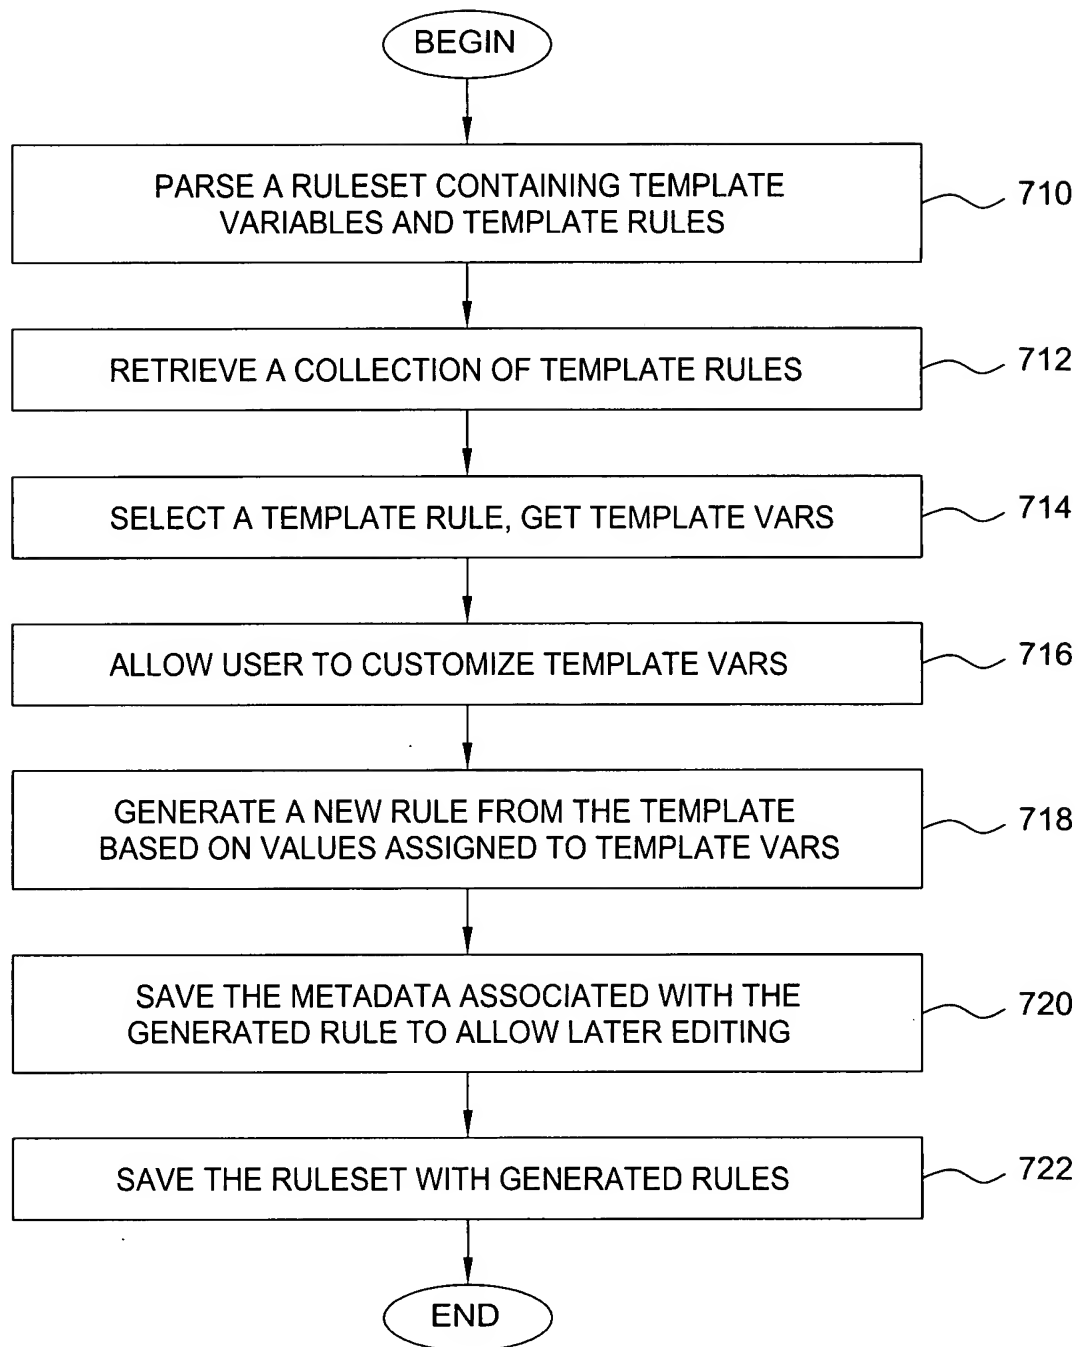 BEGIN
PARSE A RULESET CONTAINING TEMPLATE
VARIABLES AND TEMPLATE RULES
710
RETRIEVE A COLLECTION OF TEMPLATE RULES
712
SELECT A TEMPLATE RULE, GET TEMPLATE VARS
714
ALLOW USER TO CUSTOMIZE TEMPLATE VARS
716
GENERATE A NEW RULE FROM THE TEMPLATE
BASED ON VALUES ASSIGNED TO TEMPLATE VARS
718
SAVE THE METADATA ASSOCIATED WITH THE
GENERATED RULE TO ALLOW LATER EDITING
720
SAVE THE RULESET WITH GENERATED RULES
722
END